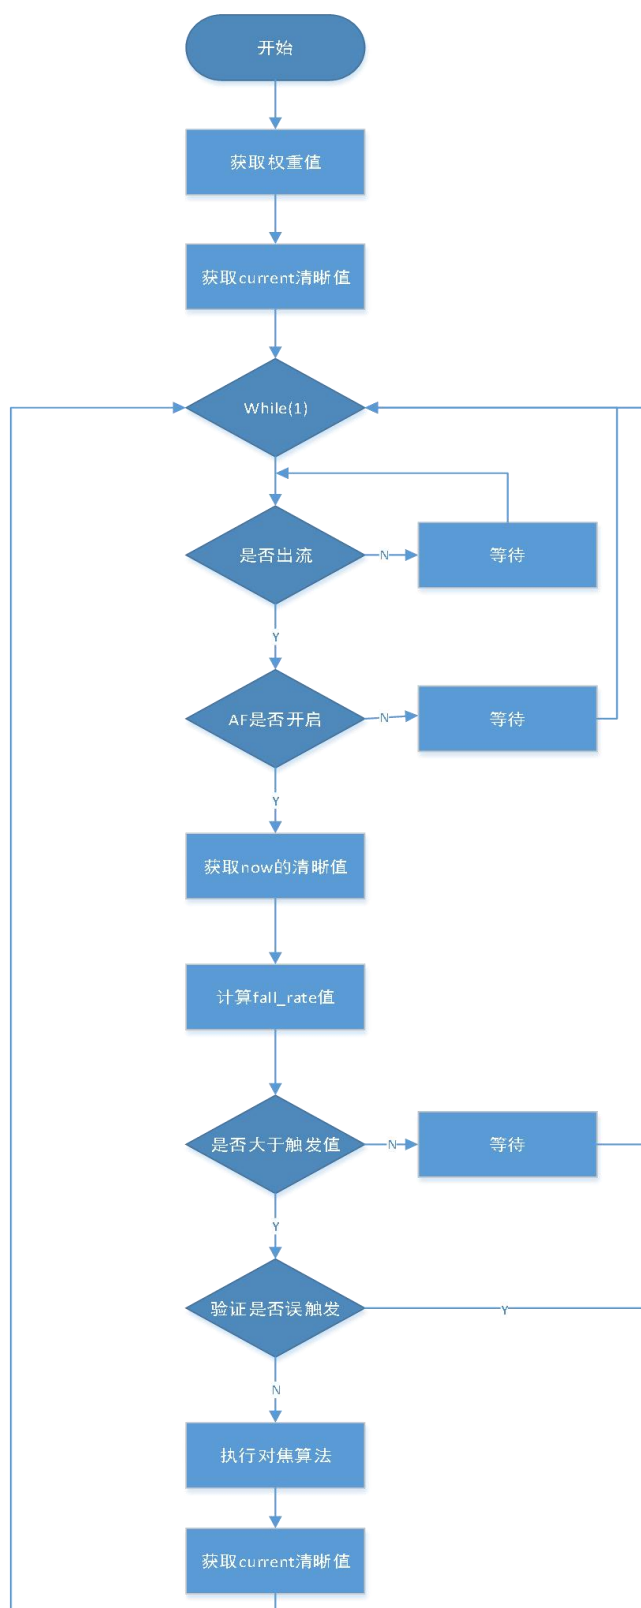 开始
获取权重值
获取current清晰值
While(1)
是否出流
N
等待
Y
AF是否开启
N
等待
Y
获取now的清晰值
计算fall_rate值
是否大于触发值
N
等待
Y
验证是否误触发
Y
N
执行对焦算法
获取current清晰值